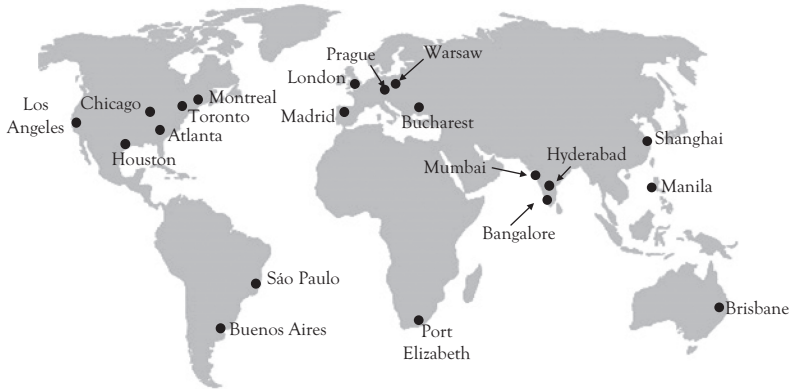 Prague
Warsaw
London
Los
Angeles
Chicago
Montreal
Toronto
Madrid
Atlanta
Bucharest
Houston
Shanghai
Mumbai
Hyderabad
Manila
Bangalore
Sáo Paulo
Brisbane
Buenos Aires
Port
Elizabeth